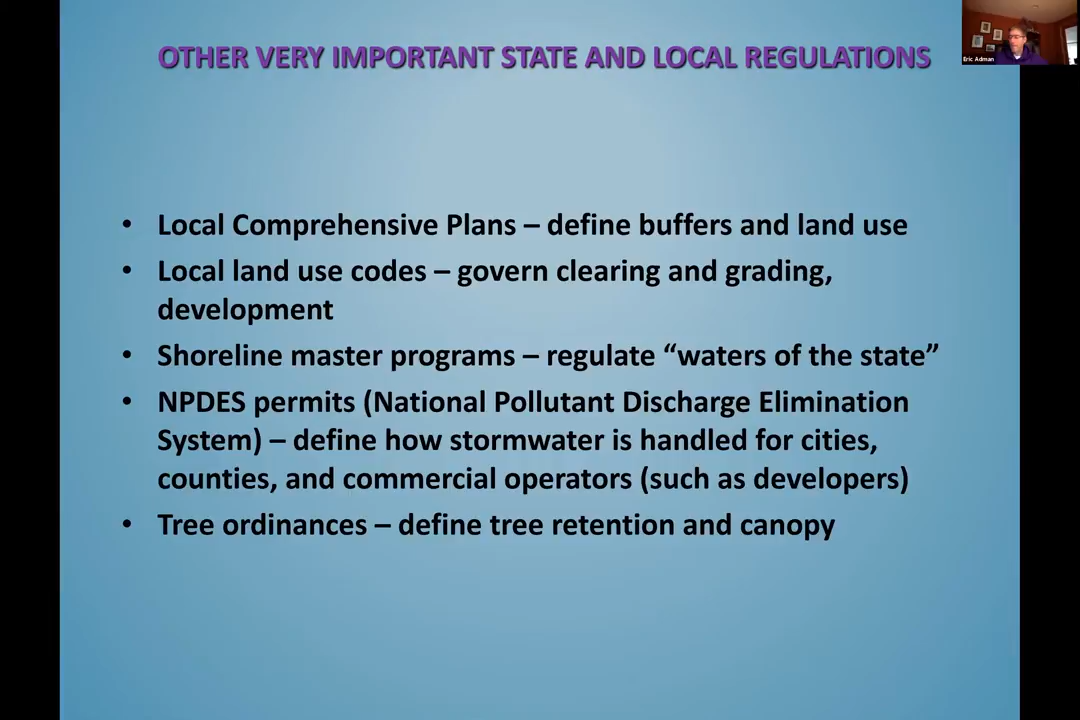 OTHER VERY IMPORTANT STATE AND LOCAL REGULATIONS
Eric Adman
• Local Comprehensive Plans – define buffers and land use
• Local land use codes – govern clearing and grading,
development
• Shoreline master programs – regulate “waters of the state”
• NPDES permits (National Pollutant Discharge Elimination
System) – define how stormwater is handled for cities,
counties, and commercial operators (such as developers)
• Tree ordinances – define tree retention and canopy